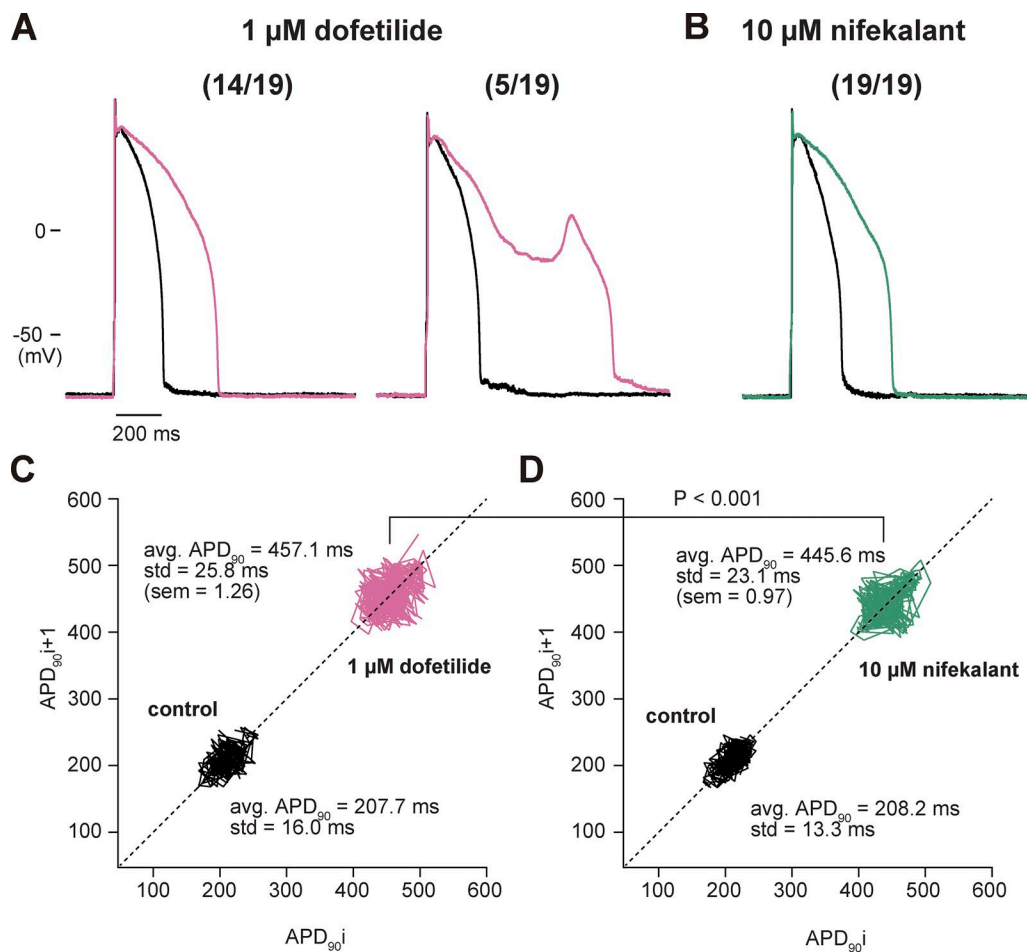 A
1 µM dofetilide
B
10 µM nifekalant
(14/19)
(5/19)
(19/19)
0
-50
(mV)
200 ms
C
D
P < 0.001
600
500
400
300
200
100
APD90i+1
avg. APD90 = 457.1 ms
std = 25.8 ms
(sem = 1.26)
1 µM dofetilide
control
avg. APD90 = 207.7 ms
std = 16.0 ms
100 200 300 400 500 600
APD90i
600
500
400
300
200
100
APD90i+1
avg. APD90 = 445.6 ms
std = 23.1 ms
(sem = 0.97)
10 µM nifekalant
control
avg. APD90 = 208.2 ms
std = 13.3 ms
100 200 300 400 500 600
APD90i